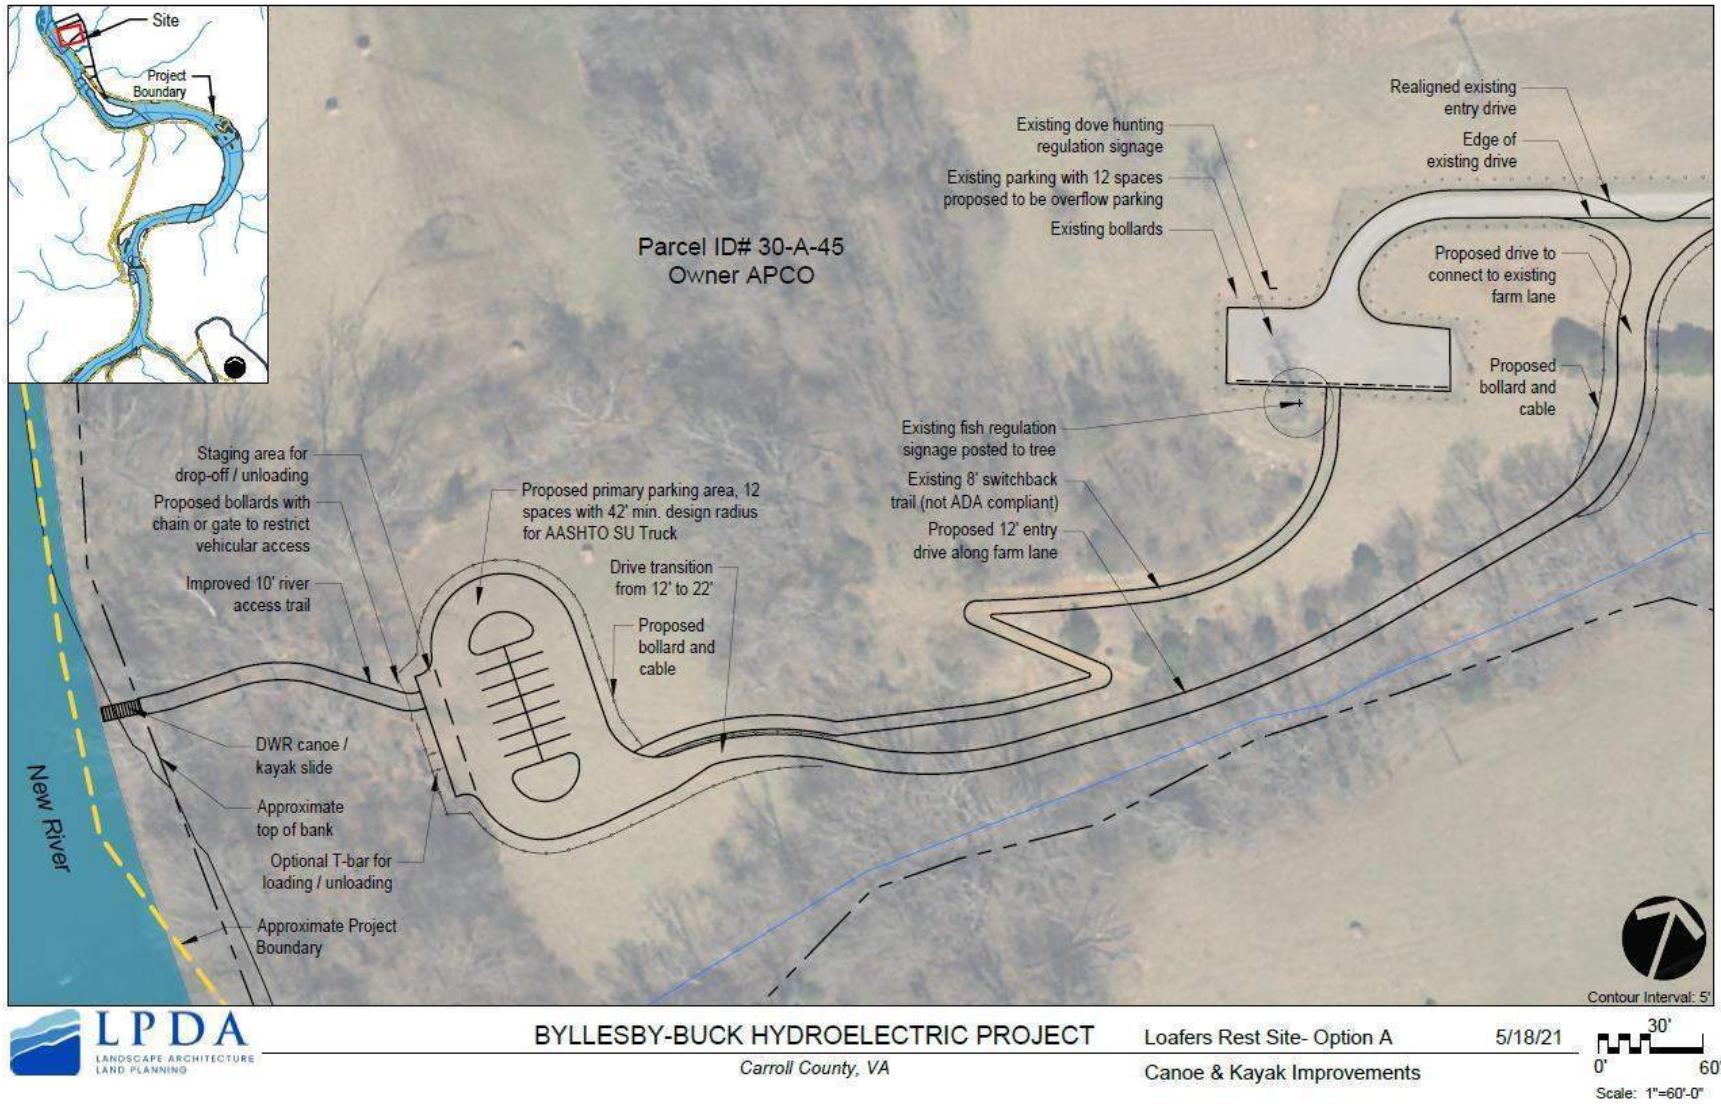 Site
Project
Boundary
Parcel ID# 30-A-45
Owner APCO
Existing dove hunting
regulation signage
Existing parking with 12 spaces
proposed to be overflow parking
Existing bollards
Realigned existing
entry drive
Edge of
existing drive
Proposed drive to
connect to existing
farm lane
Proposed
bollard and
cable
Existing fish regulation
signage posted to tree
Existing 8' switchback
trail (not ADA compliant)
Proposed 12' entry
drive along farm lane
Staging area for
drop-off / unloading
Proposed bollards with
chain or gate to restrict
vehicular access
Improved 10' river
access trail
Proposed primary parking area, 12
spaces with 42' min. design radius
for AASHTO SU Truck
Drive transition
from 12' to 22'
Proposed
bollard and
cable
DWR canoe /
kayak slide
Approximate
top of bank
Optional T-bar for
loading / unloading
Approximate Project
Boundary
New River
Contour Interval: 5'
LPDA
LANDSCAPE ARCHITECTURE
LAND PLANNING
BYLLESBY-BUCK HYDROELECTRIC PROJECT
Carroll County, VA
Loafers Rest Site- Option A
5/18/21
Canoe & Kayak Improvements
30'
0'
60'
Scale: 1"=60'-0"